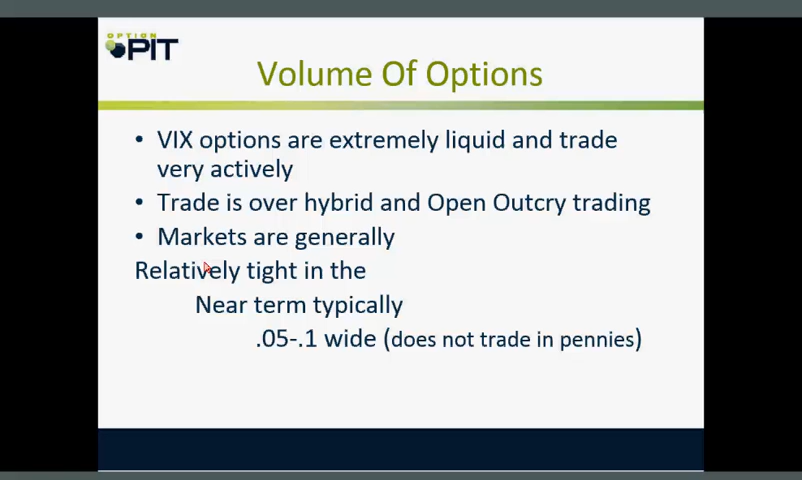 OPTION
PIT
Volume Of Options
• VIX options are extremely liquid and trade
very actively
• Trade is over hybrid and Open Outcry trading
• Markets are generally
Relatively tight in the
Near term typically
.05-.1 wide (does not trade in pennies)